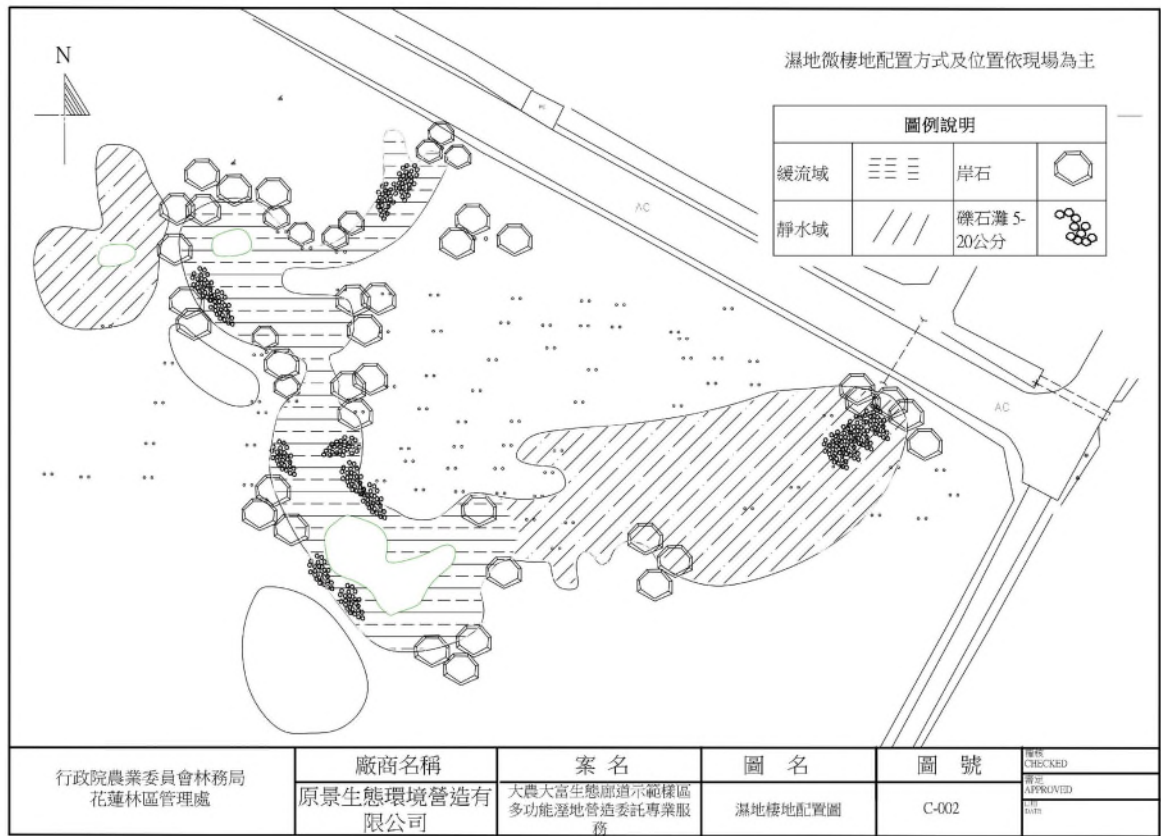 濕地微棲地配置方式及位置依現場為主
N
圖例說明
緩流域
岸石
靜水域
礫石灘 5-
20公分
AC
AC
行政院農業委員會林務局
花蓮林區管理處
廠商名稱
原景生態環境營造有
限公司
案名
大農大富生態廊道示範樣區
多功能溼地營造委託專業服
務
圖名
濕地棲地配置圖
圖號
C-002
CHECKED
APPROVED
DATE